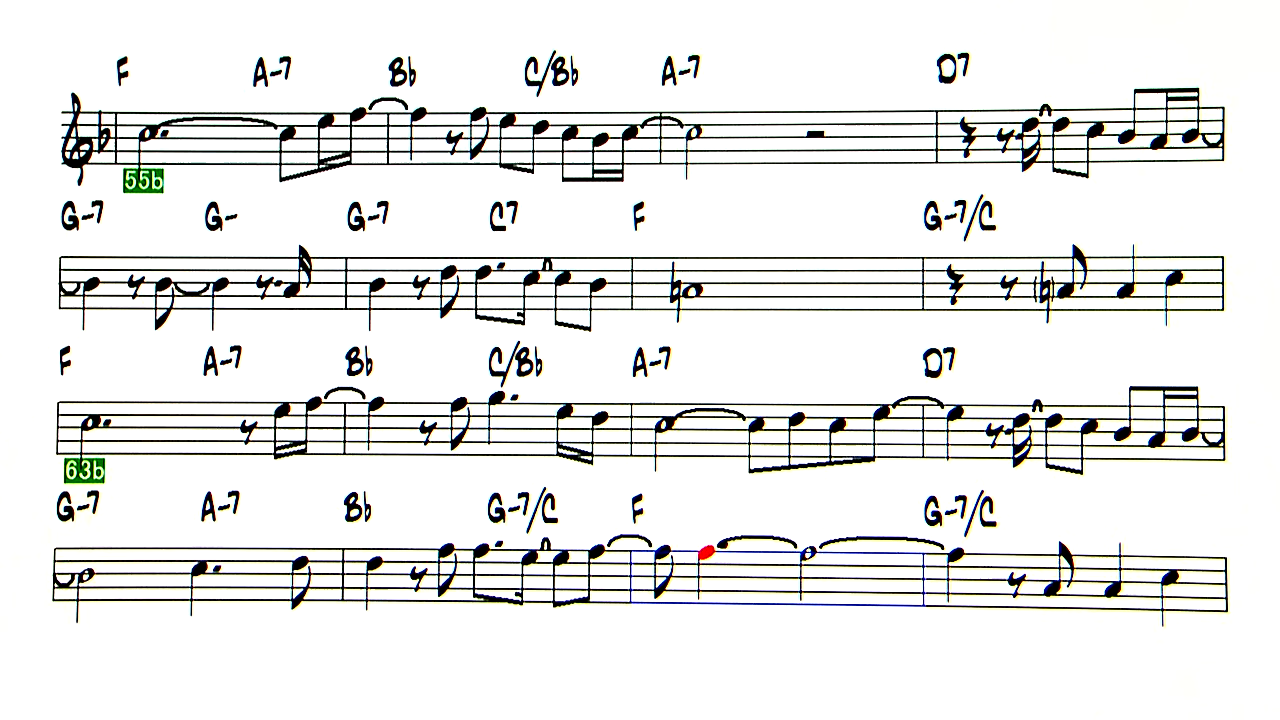 F A-7 Bb C/Bb A-7 D7
55b
G-7 G- G-7 C7 F G-7/C
F A-7 Bb C/Bb A-7 D7
63b
G-7 A-7 Bb G-7/C F G-7/C